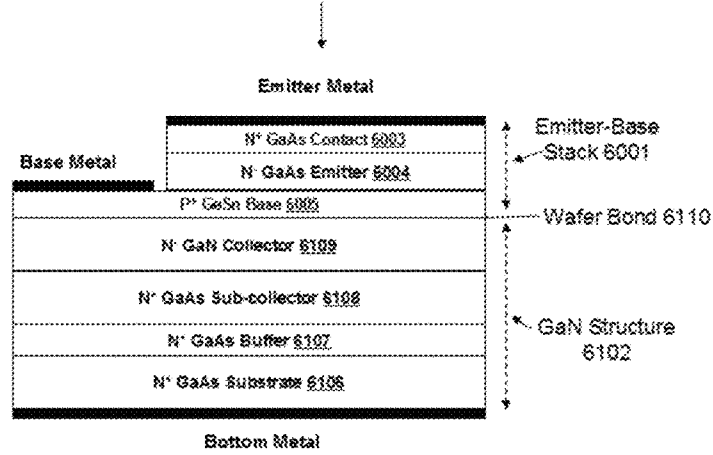 Emitter Metal
N⁺ GaAs Contact 6003
Emitter-Base
Stack 6001
Base Metal
N⁻ GaAs Emitter 6004
P⁺ GeSn Base 6005
Wafer Bond 6110
N⁻ GaN Collector 6109
N⁺ GaAs Sub-collector 6108
GaN Structure
6102
N⁺ GaAs Buffer 6107
N⁺ GaAs Substrate 6106
Bottom Metal